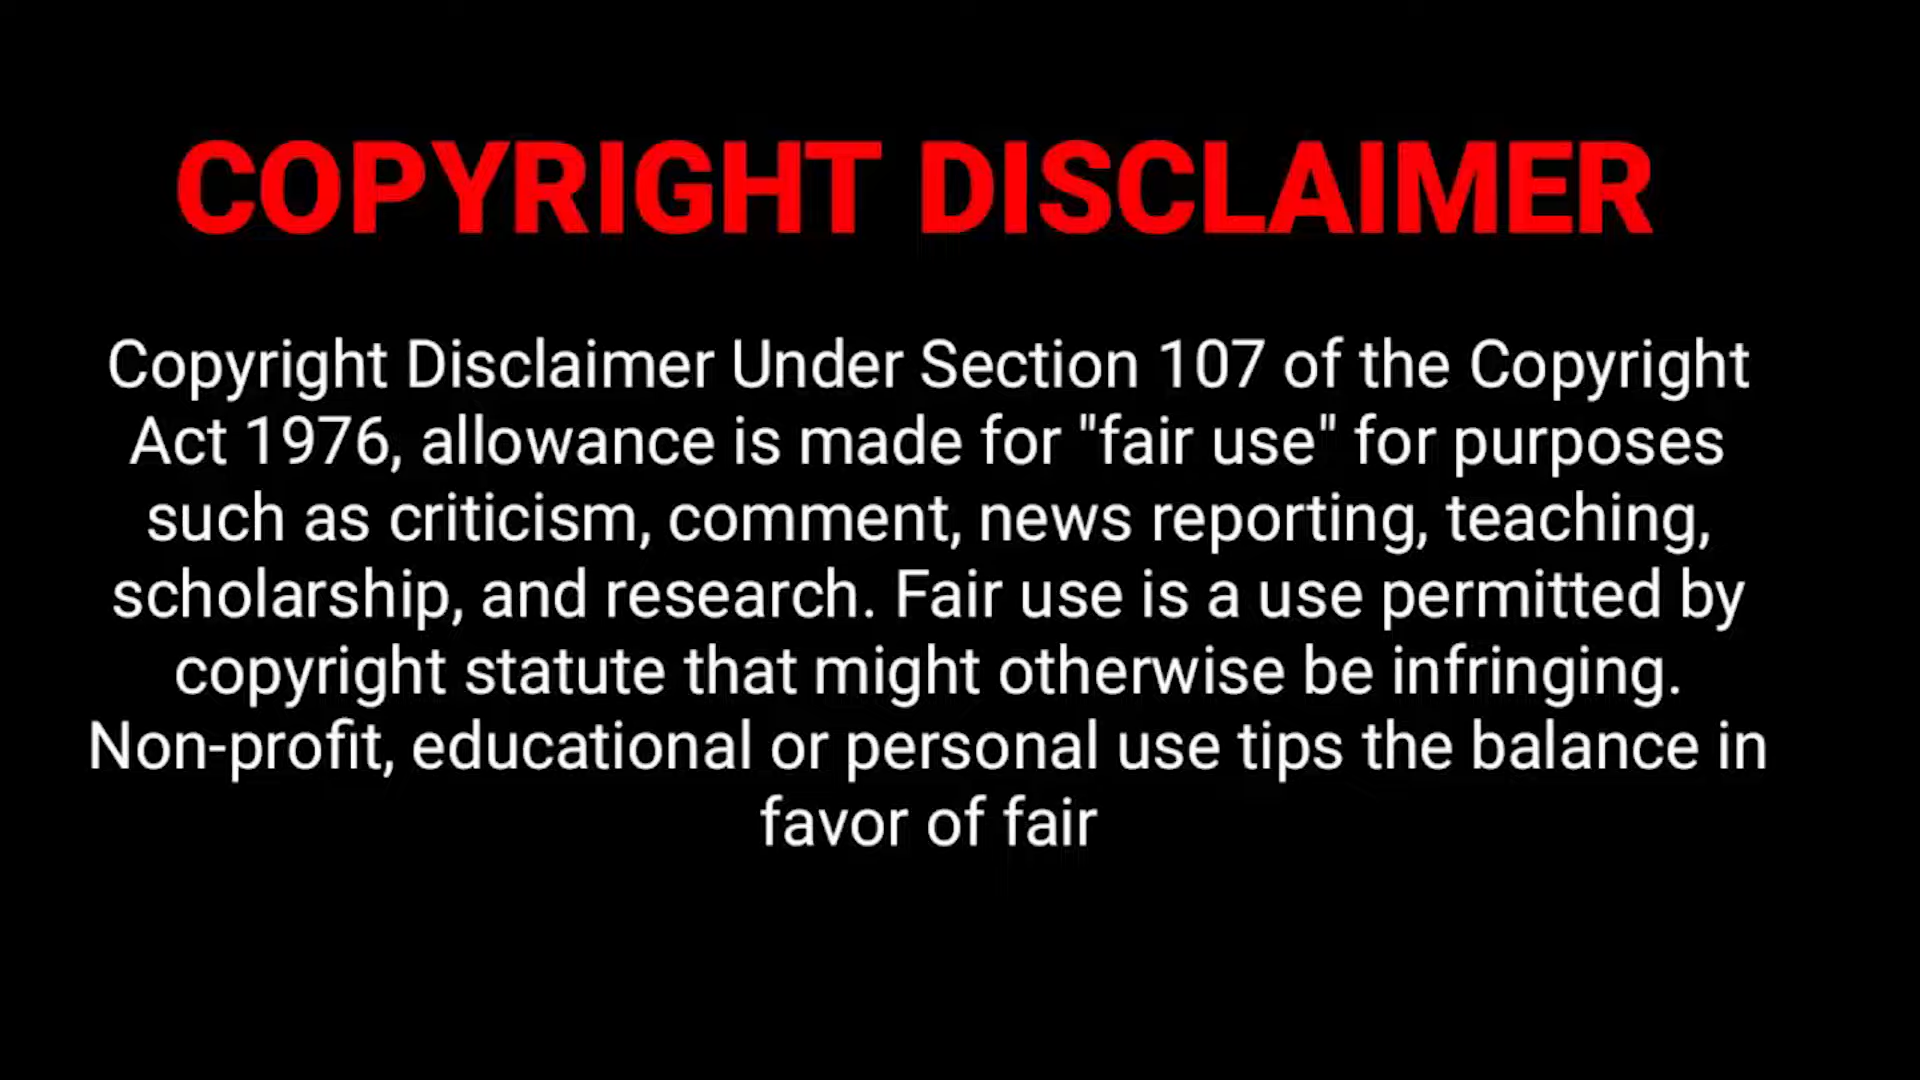 COPYRIGHT DISCLAIMER
Copyright Disclaimer Under Section 107 of the Copyright
Act 1976, allowance is made for "fair use" for purposes
such as criticism, comment, news reporting, teaching,
scholarship, and research. Fair use is a use permitted by
copyright statute that might otherwise be infringing.
Non-profit, educational or personal use tips the balance in
favor of fair